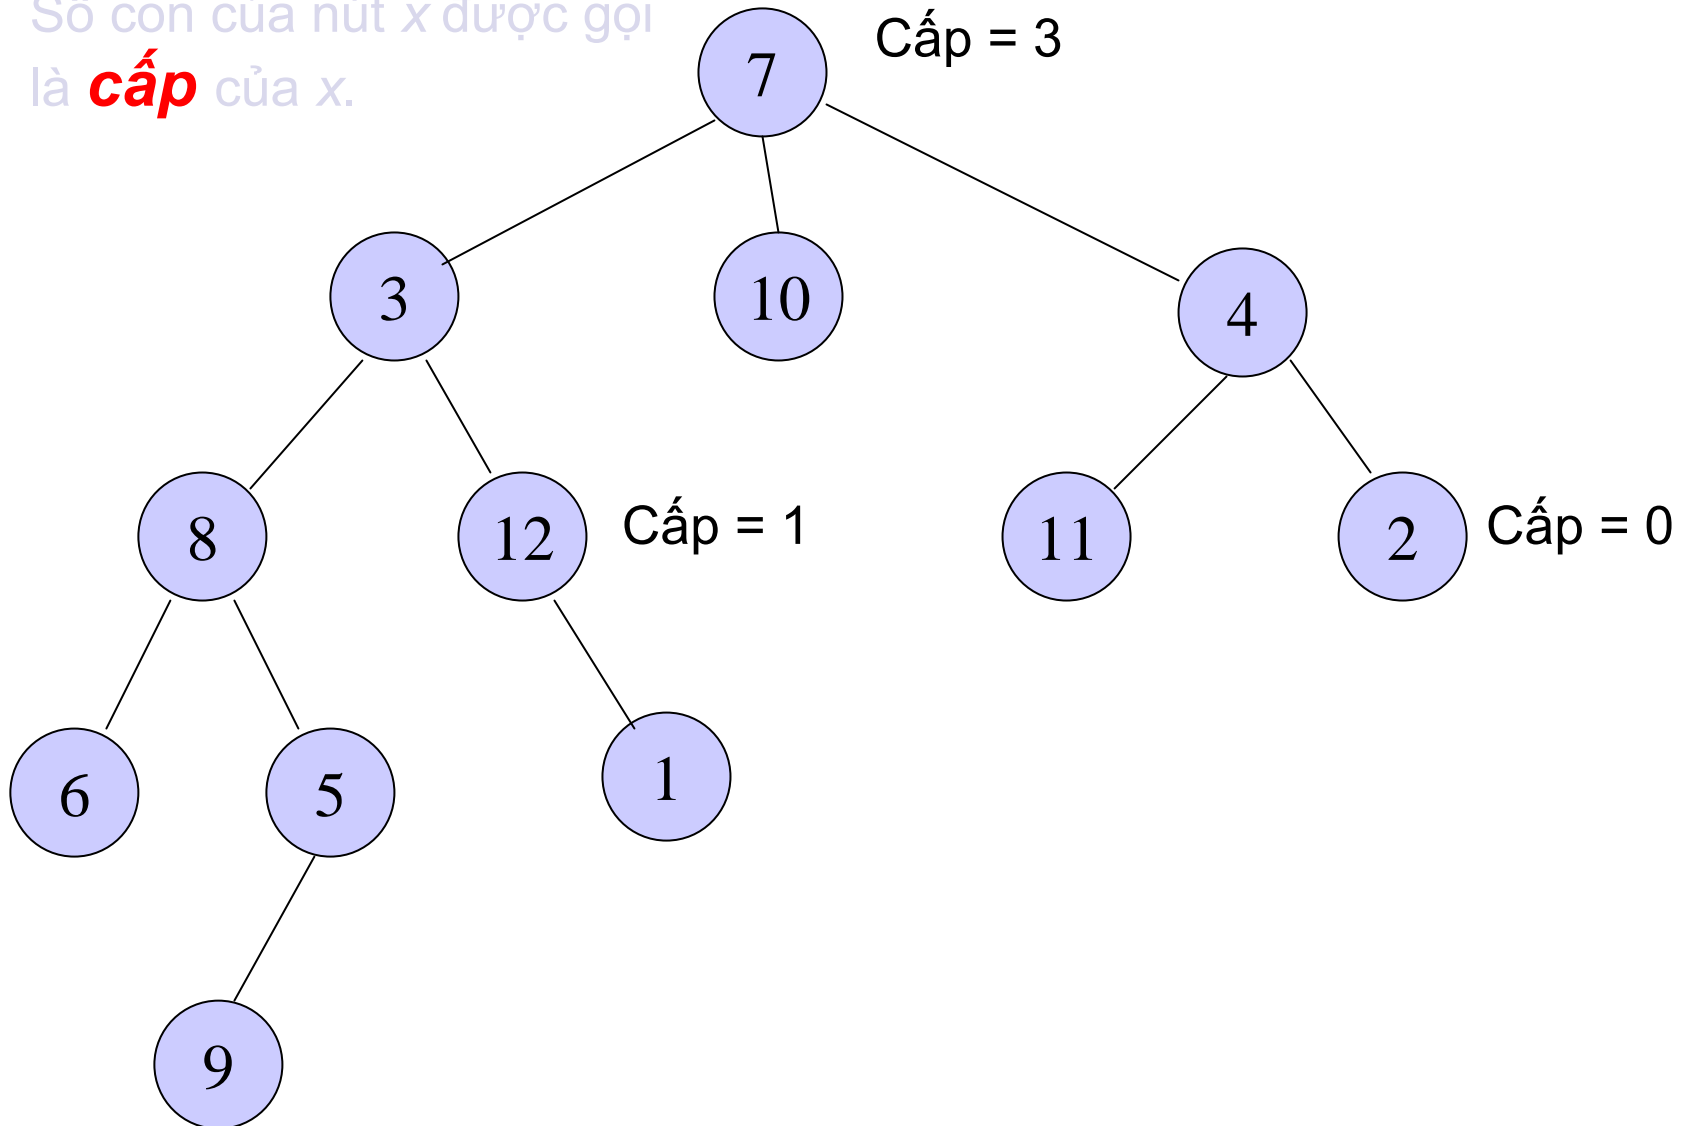 Số con của nút x dược gọi
là cấp của x.
7
Cấp = 3
3
10
4
8
12
Cấp = 1
11
2
Cấp = 0
6
5
1
9